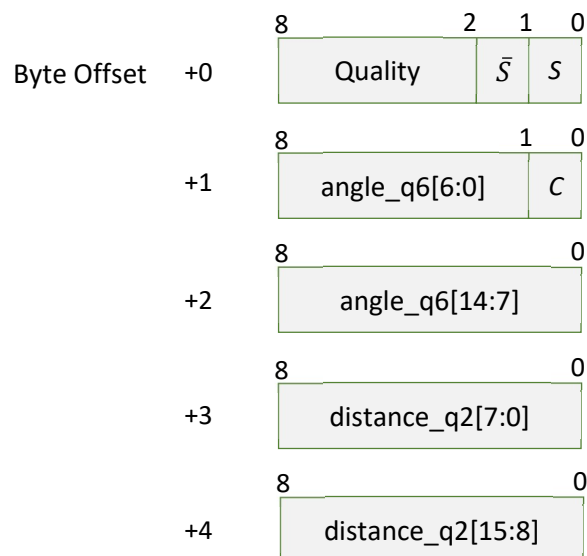 8 2 1 0
Byte Offset +0 Quality S̄ S
8 1 0
+1 angle_q6[6:0] C
8 0
+2 angle_q6[14:7]
8 0
+3 distance_q2[7:0]
8 0
+4 distance_q2[15:8]